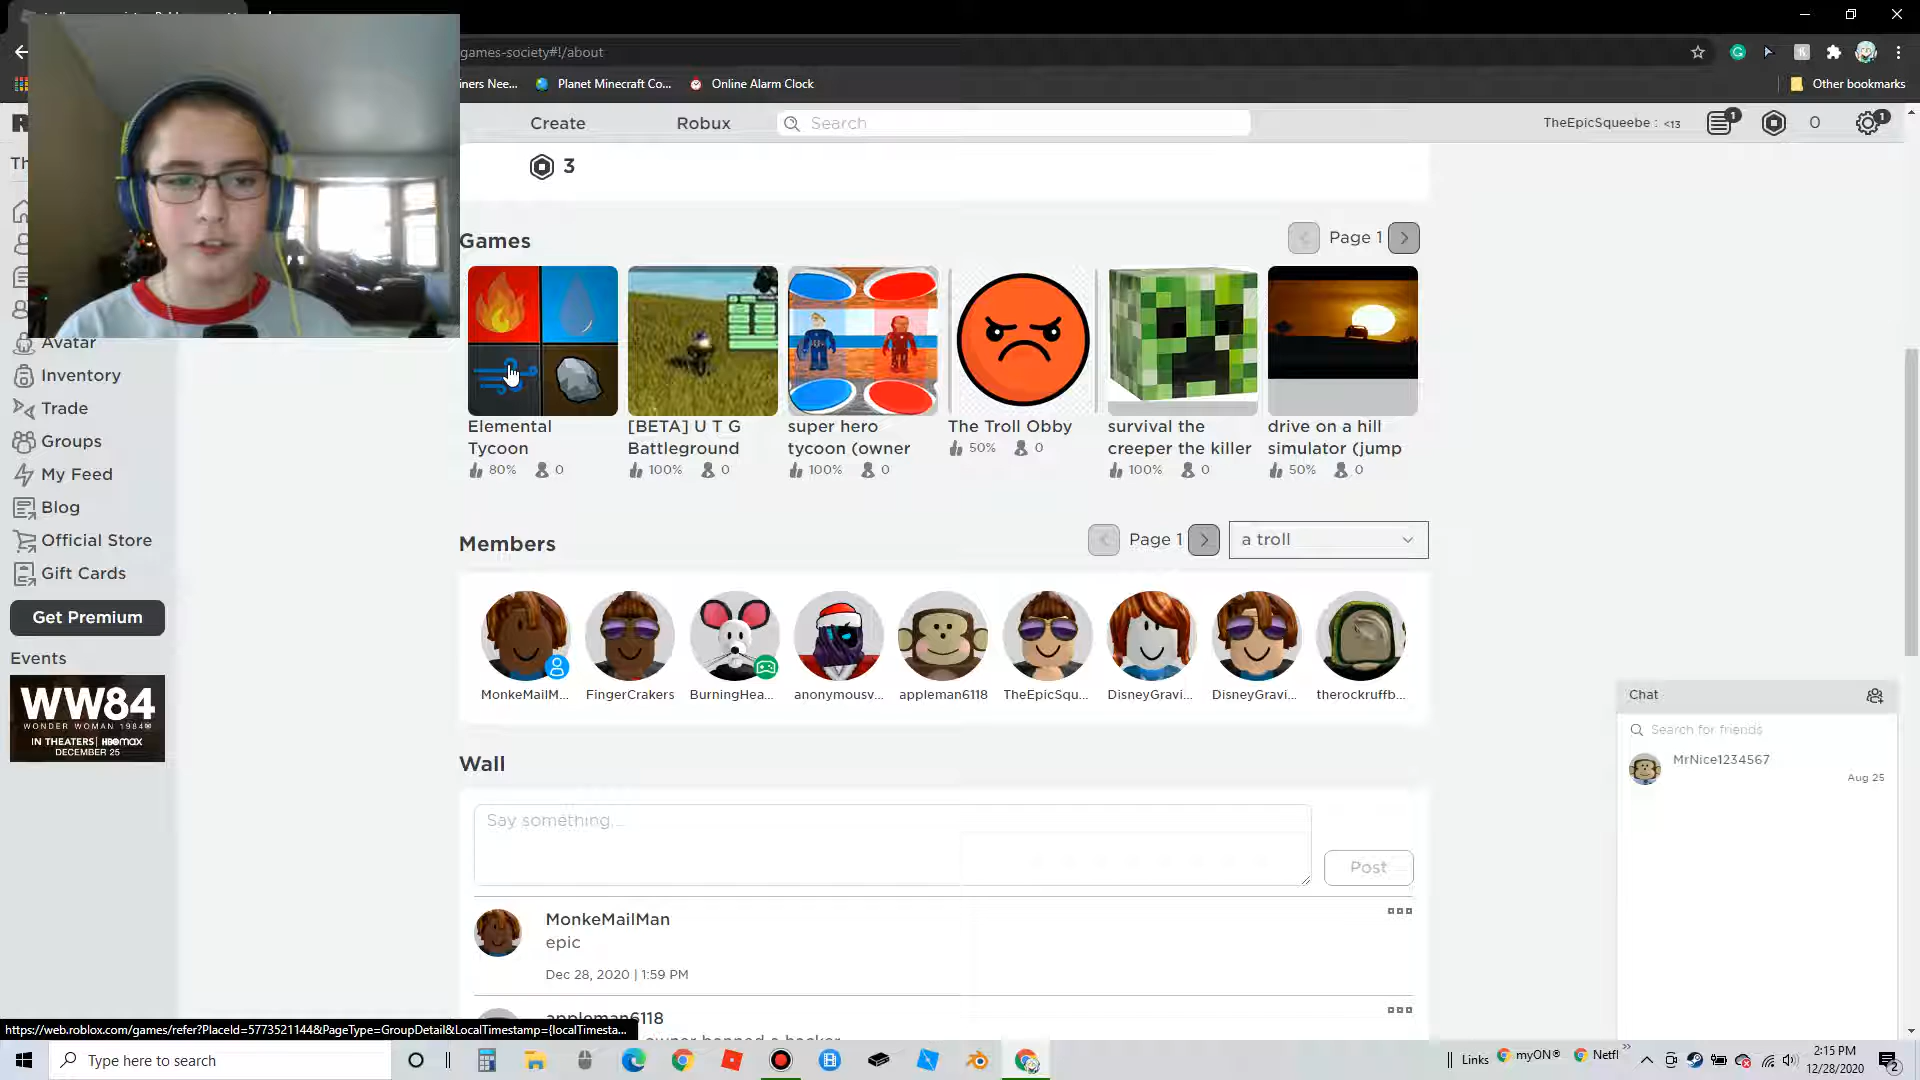 games-society#!/about
iners Nee...
Planet Minecraft Co...
Online Alarm Clock
Other bookmarks
Create
Robux
Search
TheEpicSqueebe : <13
1
0
1
3
Games
Page 1
Elemental
Tycoon
80%
0
[BETA] U T G
Battleground
100%
0
super hero
tycoon (owner
100%
0
The Troll Obby
50%
0
survival the
creeper the killer
100%
0
drive on a hill
simulator (jump
50%
0
Avatar
Inventory
Trade
Groups
My Feed
Blog
Official Store
Gift Cards
Get Premium
Events
WW84
WONDER WOMAN 1984
IN THEATERS | HBOMAX
DECEMBER 25
Members
Page 1
a troll
MonkeMailM...
FingerCrakers
BurningHea...
anonymousv...
appleman6118
TheEpicSqu...
DisneyGravi...
DisneyGravi...
therockruffb...
Wall
Say something...
Post
MonkeMailMan
epic
Dec 28, 2020 | 1:59 PM
appleman6118
owner banned a hacker
Chat
Search for friends
MrNice1234567
Aug 25
https://web.roblox.com/games/refer?PlaceId=5773521144&PageType=GroupDetail&LocalTimestamp={localTimesta...
Type here to search
Links
myON®
Netfl
2:15 PM
12/28/2020
2